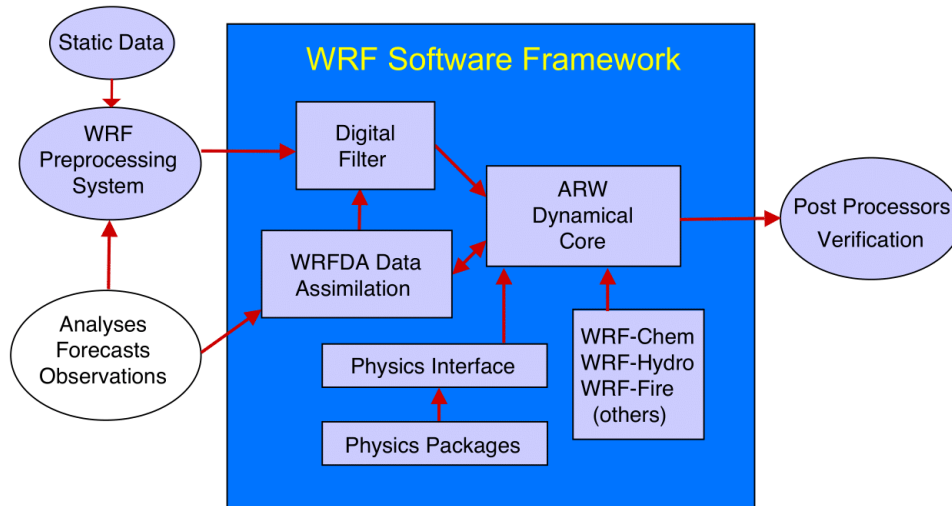 Static Data
WRF Software Framework
WRF
Preprocessing
System
Digital
Filter
ARW
Dynamical
Core
Post Processors
Verification
WRFDA Data
Assimilation
Analyses
Forecasts
Observations
Physics Interface
WRF-Chem
WRF-Hydro
WRF-Fire
(others)
Physics Packages